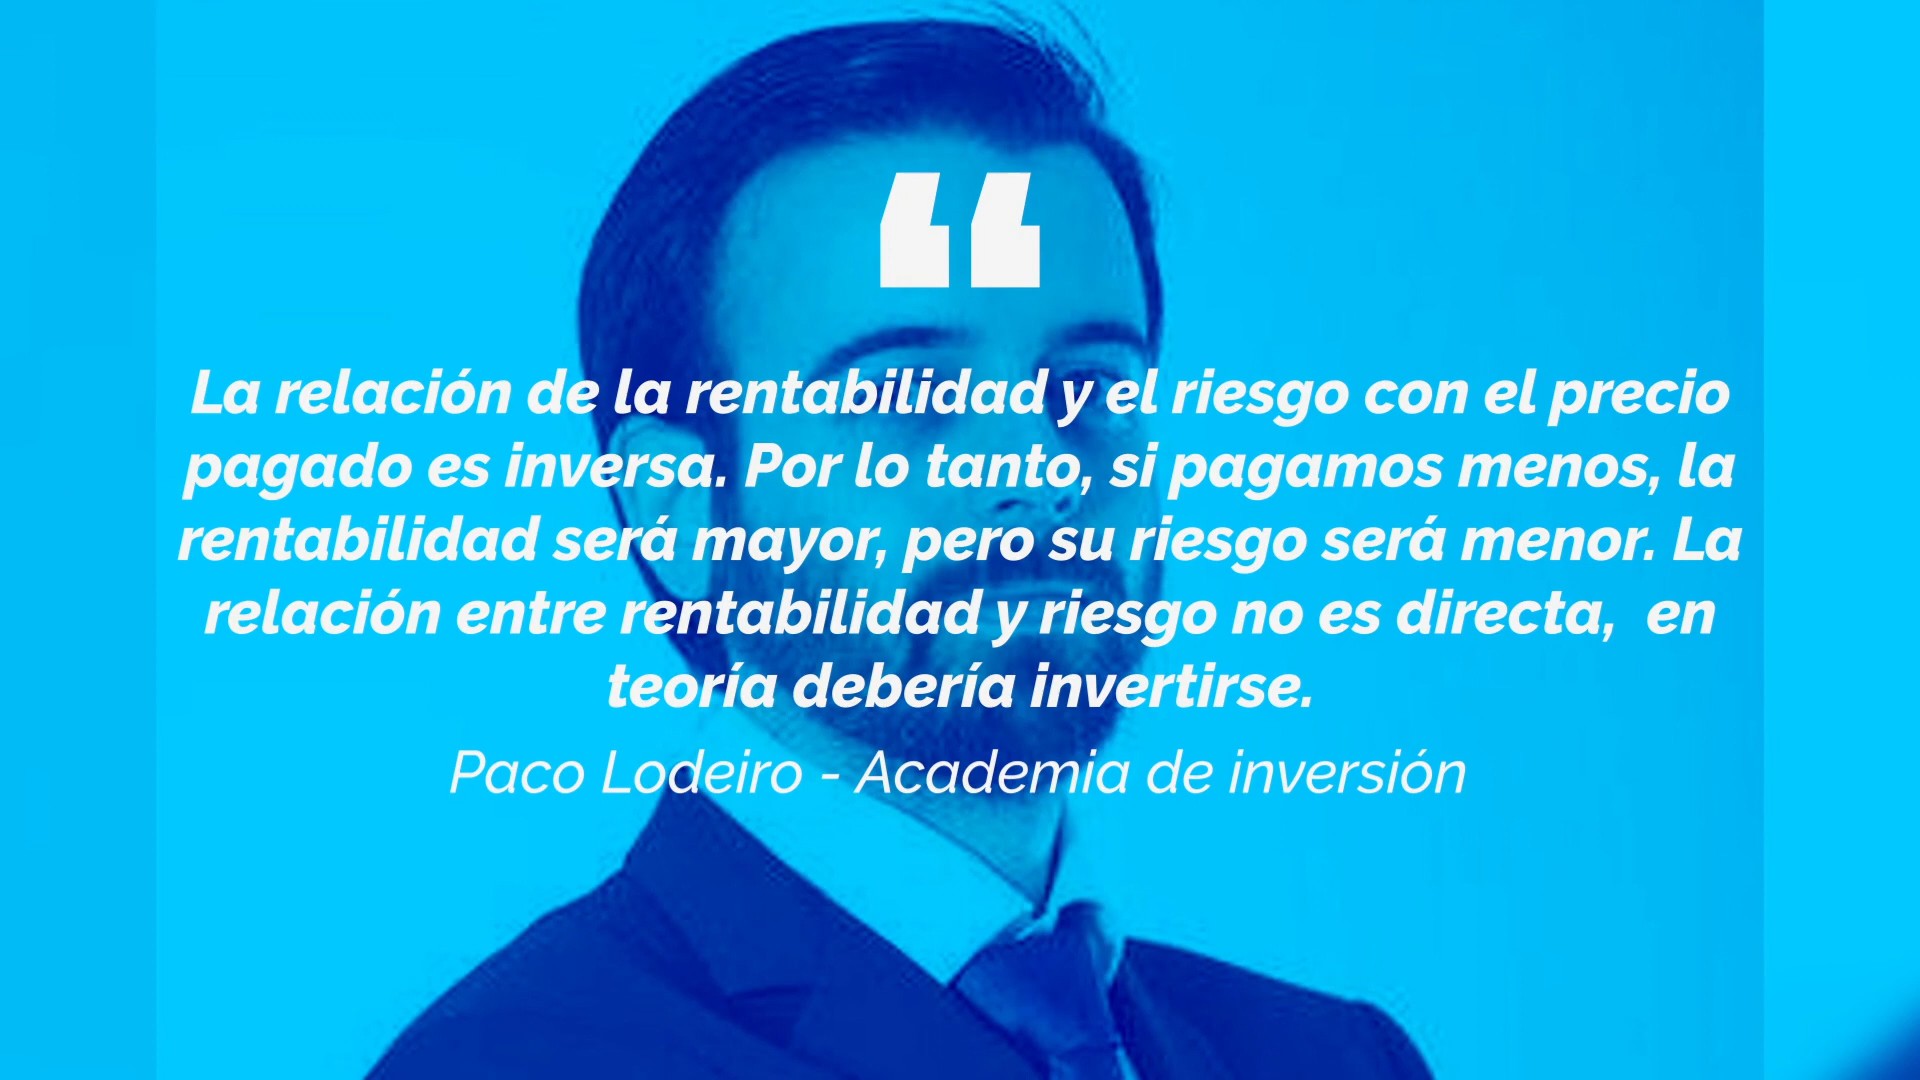 “
La relación de la rentabilidad y el riesgo con el precio
pagado es inversa. Por lo tanto, si pagamos menos, la
rentabilidad será mayor, pero su riesgo será menor. La
relación entre rentabilidad y riesgo no es directa,  en
teoría debería invertirse.
Paco Lodeiro - Academia de inversión